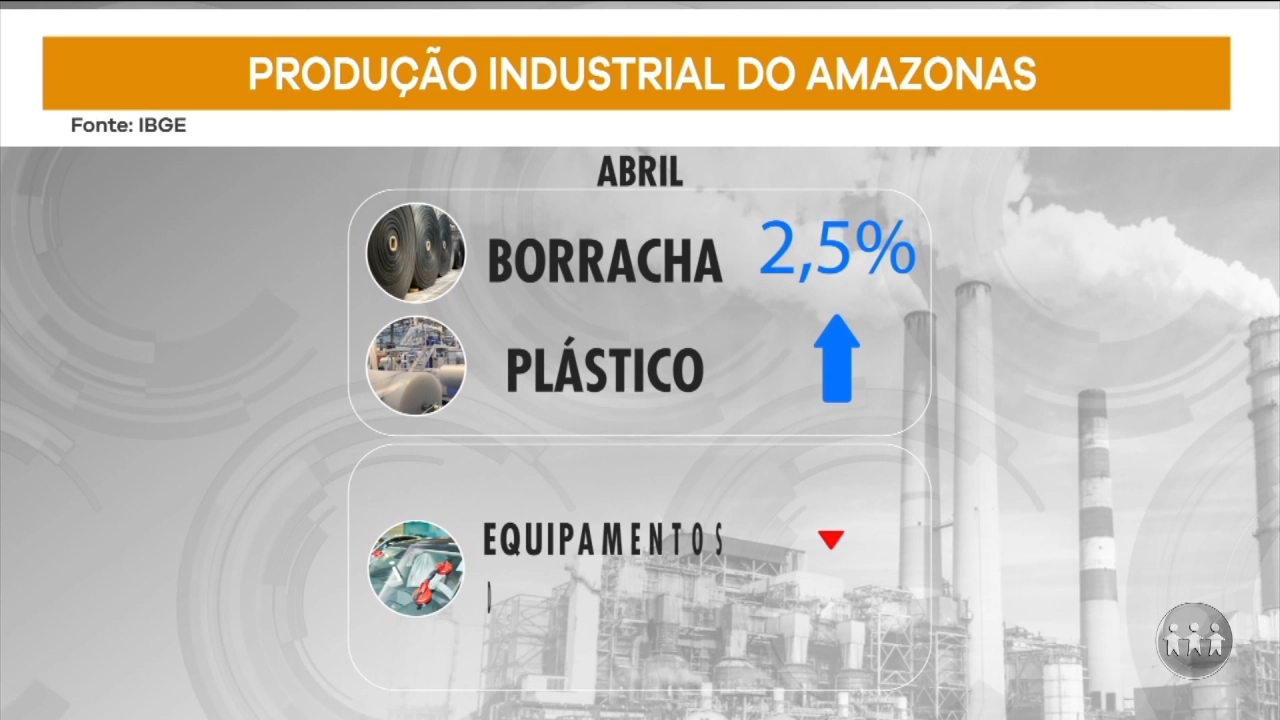 PRODUÇÃO INDUSTRIAL DO AMAZONAS
Fonte: IBGE
ABRIL
BORRACHA 2,5%
PLÁSTICO
EQUIPAMENTOS